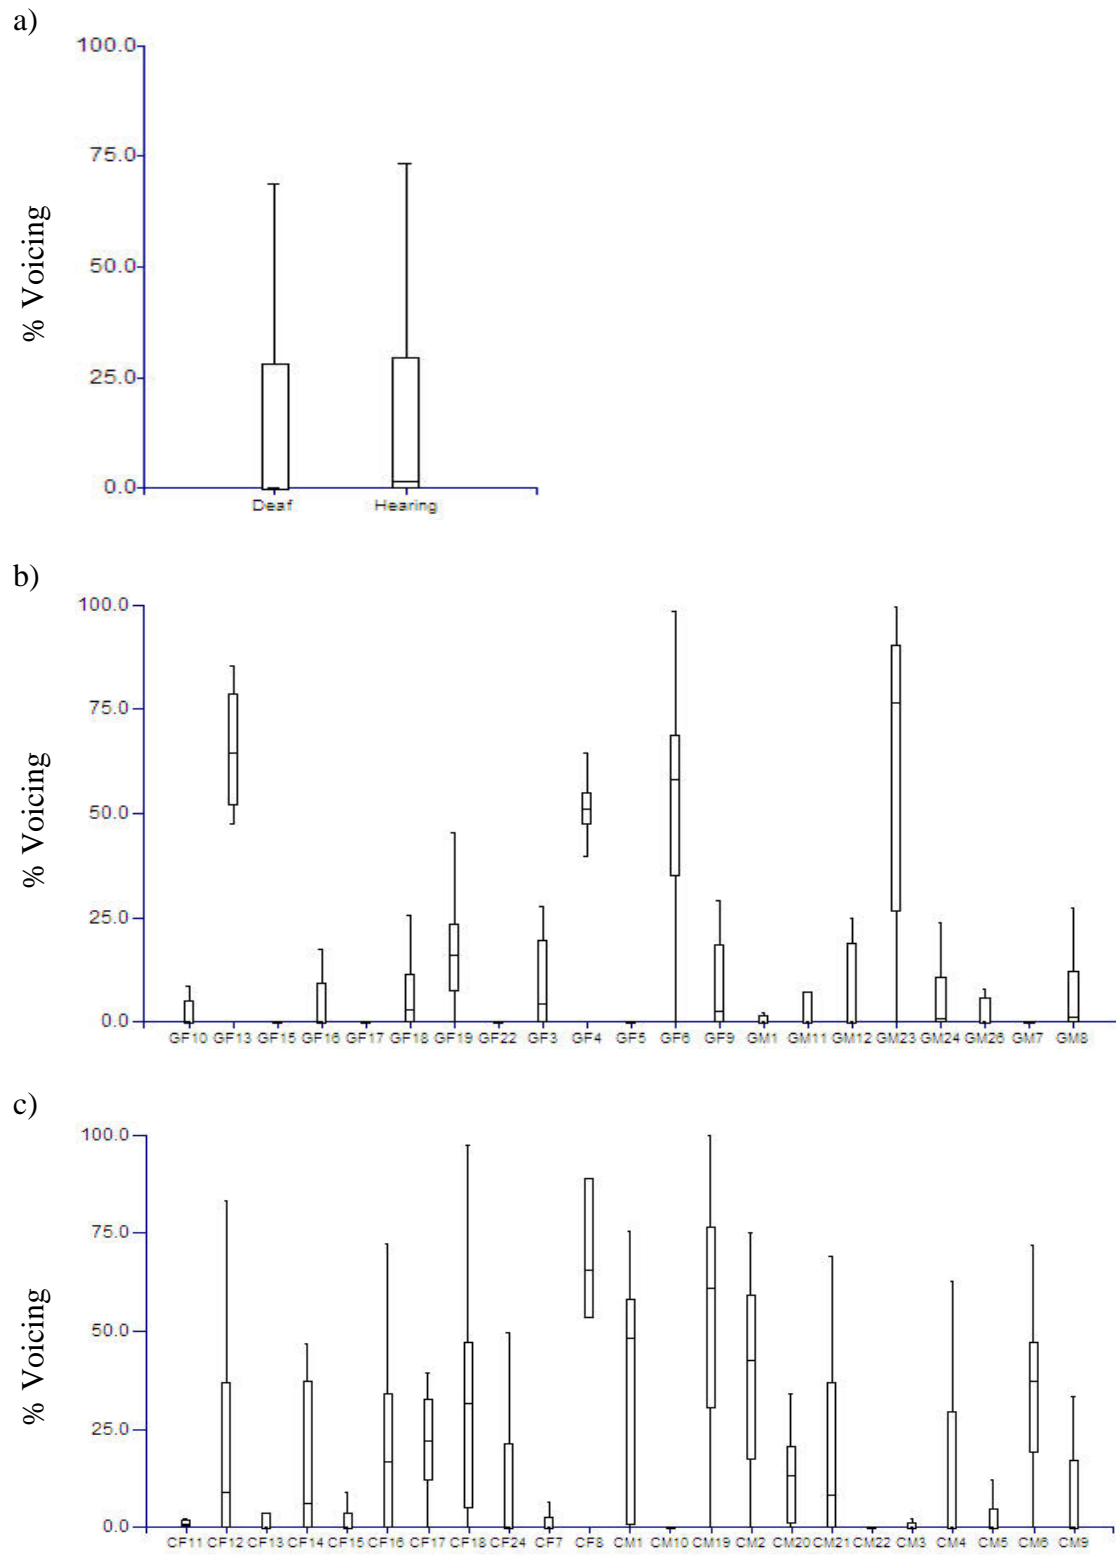 a)
100.0
75.0
50.0
25.0
0.0
% Voicing
Deaf Hearing
b)
100.0
75.0
50.0
25.0
0.0
% Voicing
GF10 GF13 GF15 GF16 GF17 GF18 GF19 GF22 GF3 GF4 GF5 GF6 GF9 GM1 GM11 GM12 GM23 GM24 GM26 GM7 GM8
c)
100.0
75.0
50.0
25.0
0.0
% Voicing
CF11 CF12 CF13 CF14 CF15 CF16 CF17 CF18 CF24 CF7 CF8 CM1 CM10 CM19 CM2 CM20 CM21 CM22 CM3 CM4 CM5 CM6 CM9